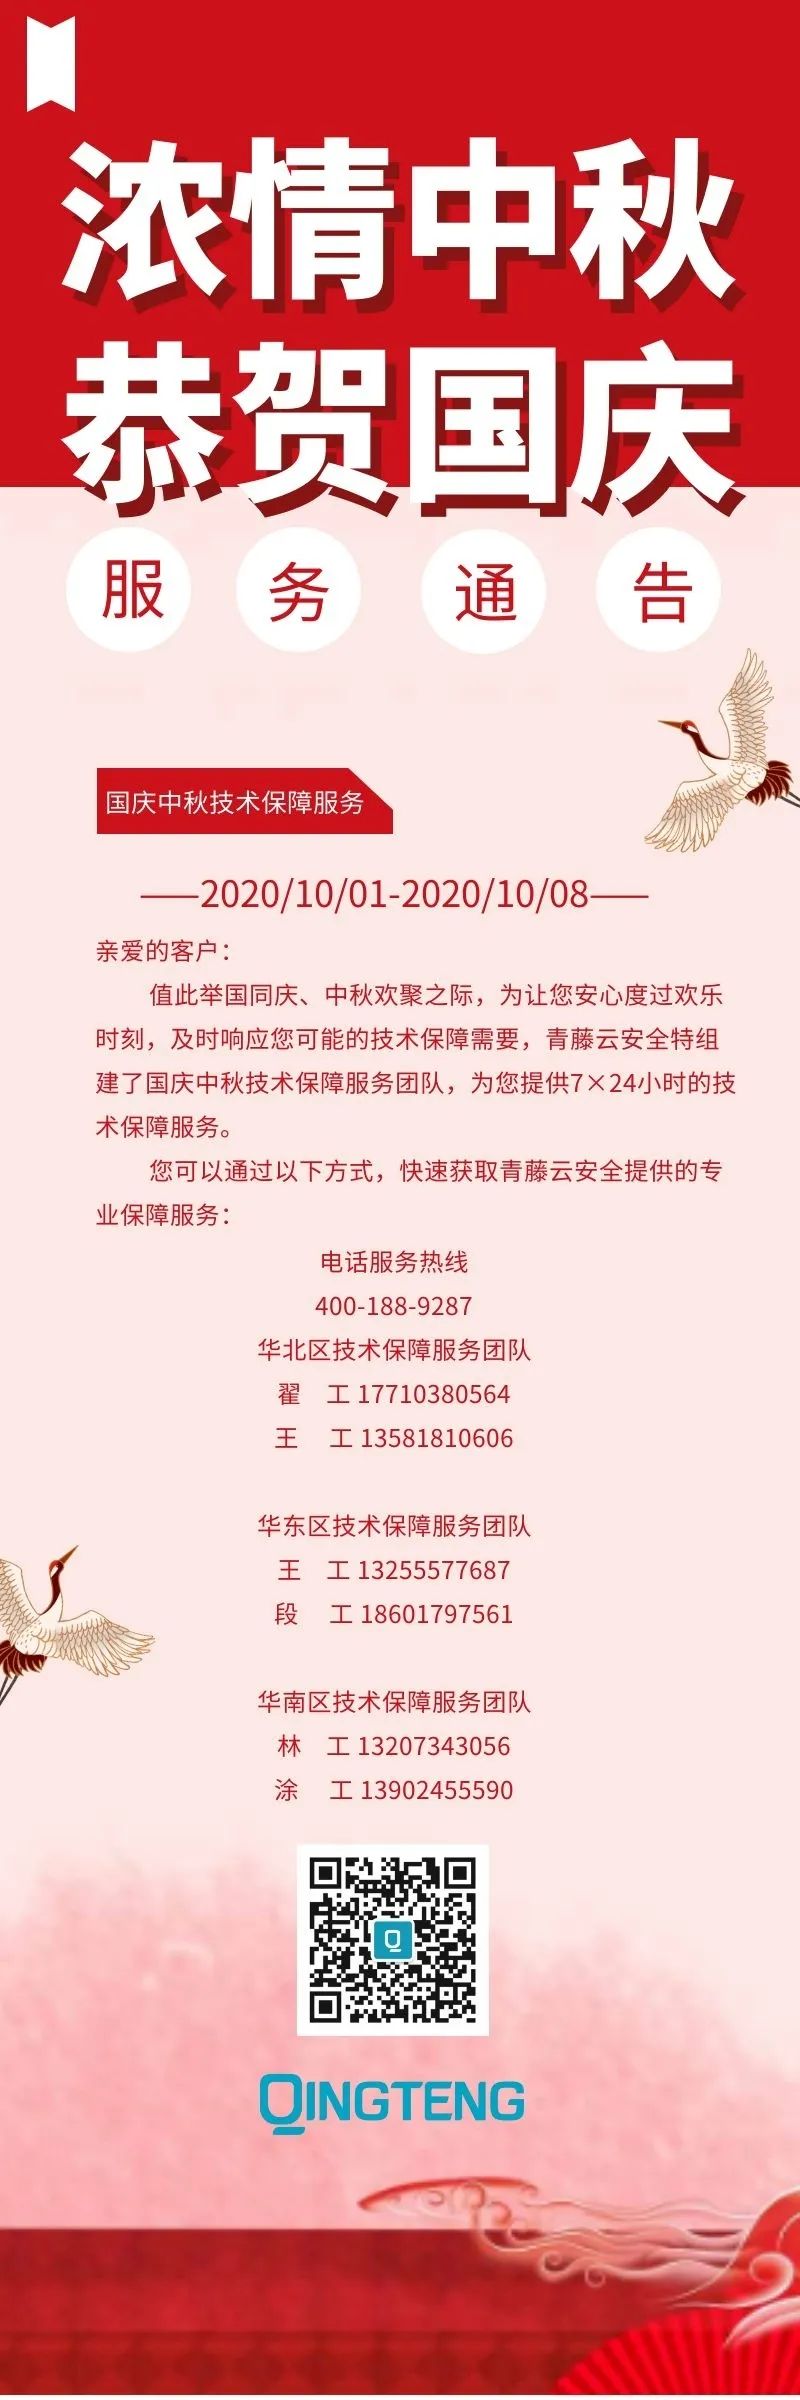 浓情中秋
恭贺国庆
服务通告
国庆中秋技术保障服务
——2020/10/01-2020/10/08——
亲爱的客户：
值此举国同庆、中秋欢聚之际，为让您安心度过欢乐
时刻，及时响应您可能的技术保障需要，青藤云安全特组
建了国庆中秋技术保障服务团队，为您提供7×24小时的技
术保障服务。
您可以通过以下方式，快速获取青藤云安全提供的专
业保障服务：
电话服务热线
400-188-9287
华北区技术保障服务团队
翟 工 17710380564
王 工 13581810606
华东区技术保障服务团队
王 工 13255577687
段 工 18601797561
华南区技术保障服务团队
林 工 13207343056
涂 工 13902455590
QINGTENG